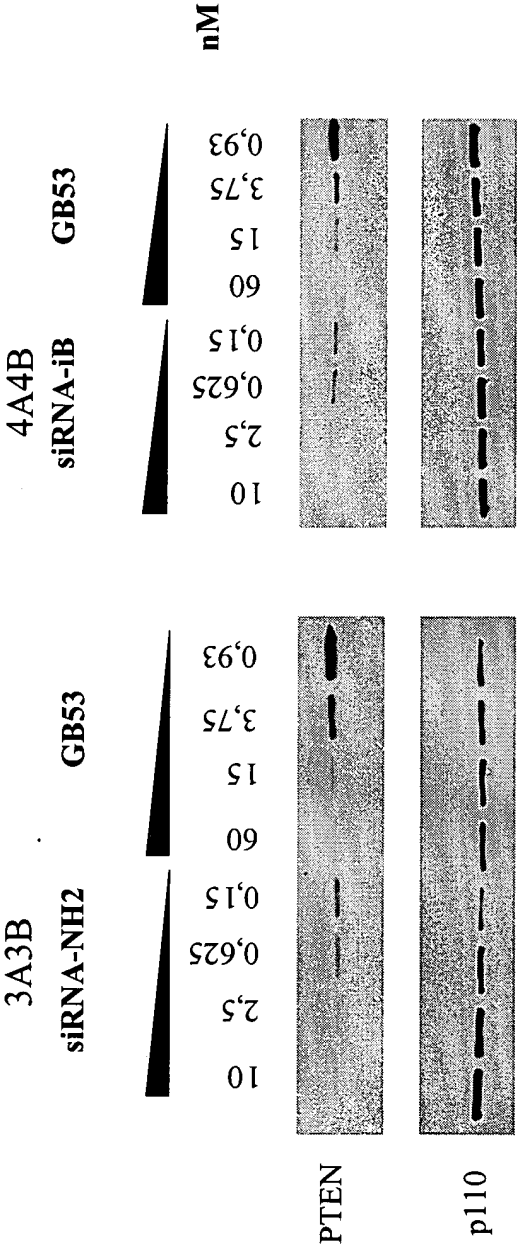 3A3B 4A4B
siRNA-NH2 GB53 siRNA-iB GB53
10 2,5 0,625 0,15 60 15 3,75 0,93 10 2,5 0,625 0,15 60 15 3,75 0,93 nM
PTEN
p110